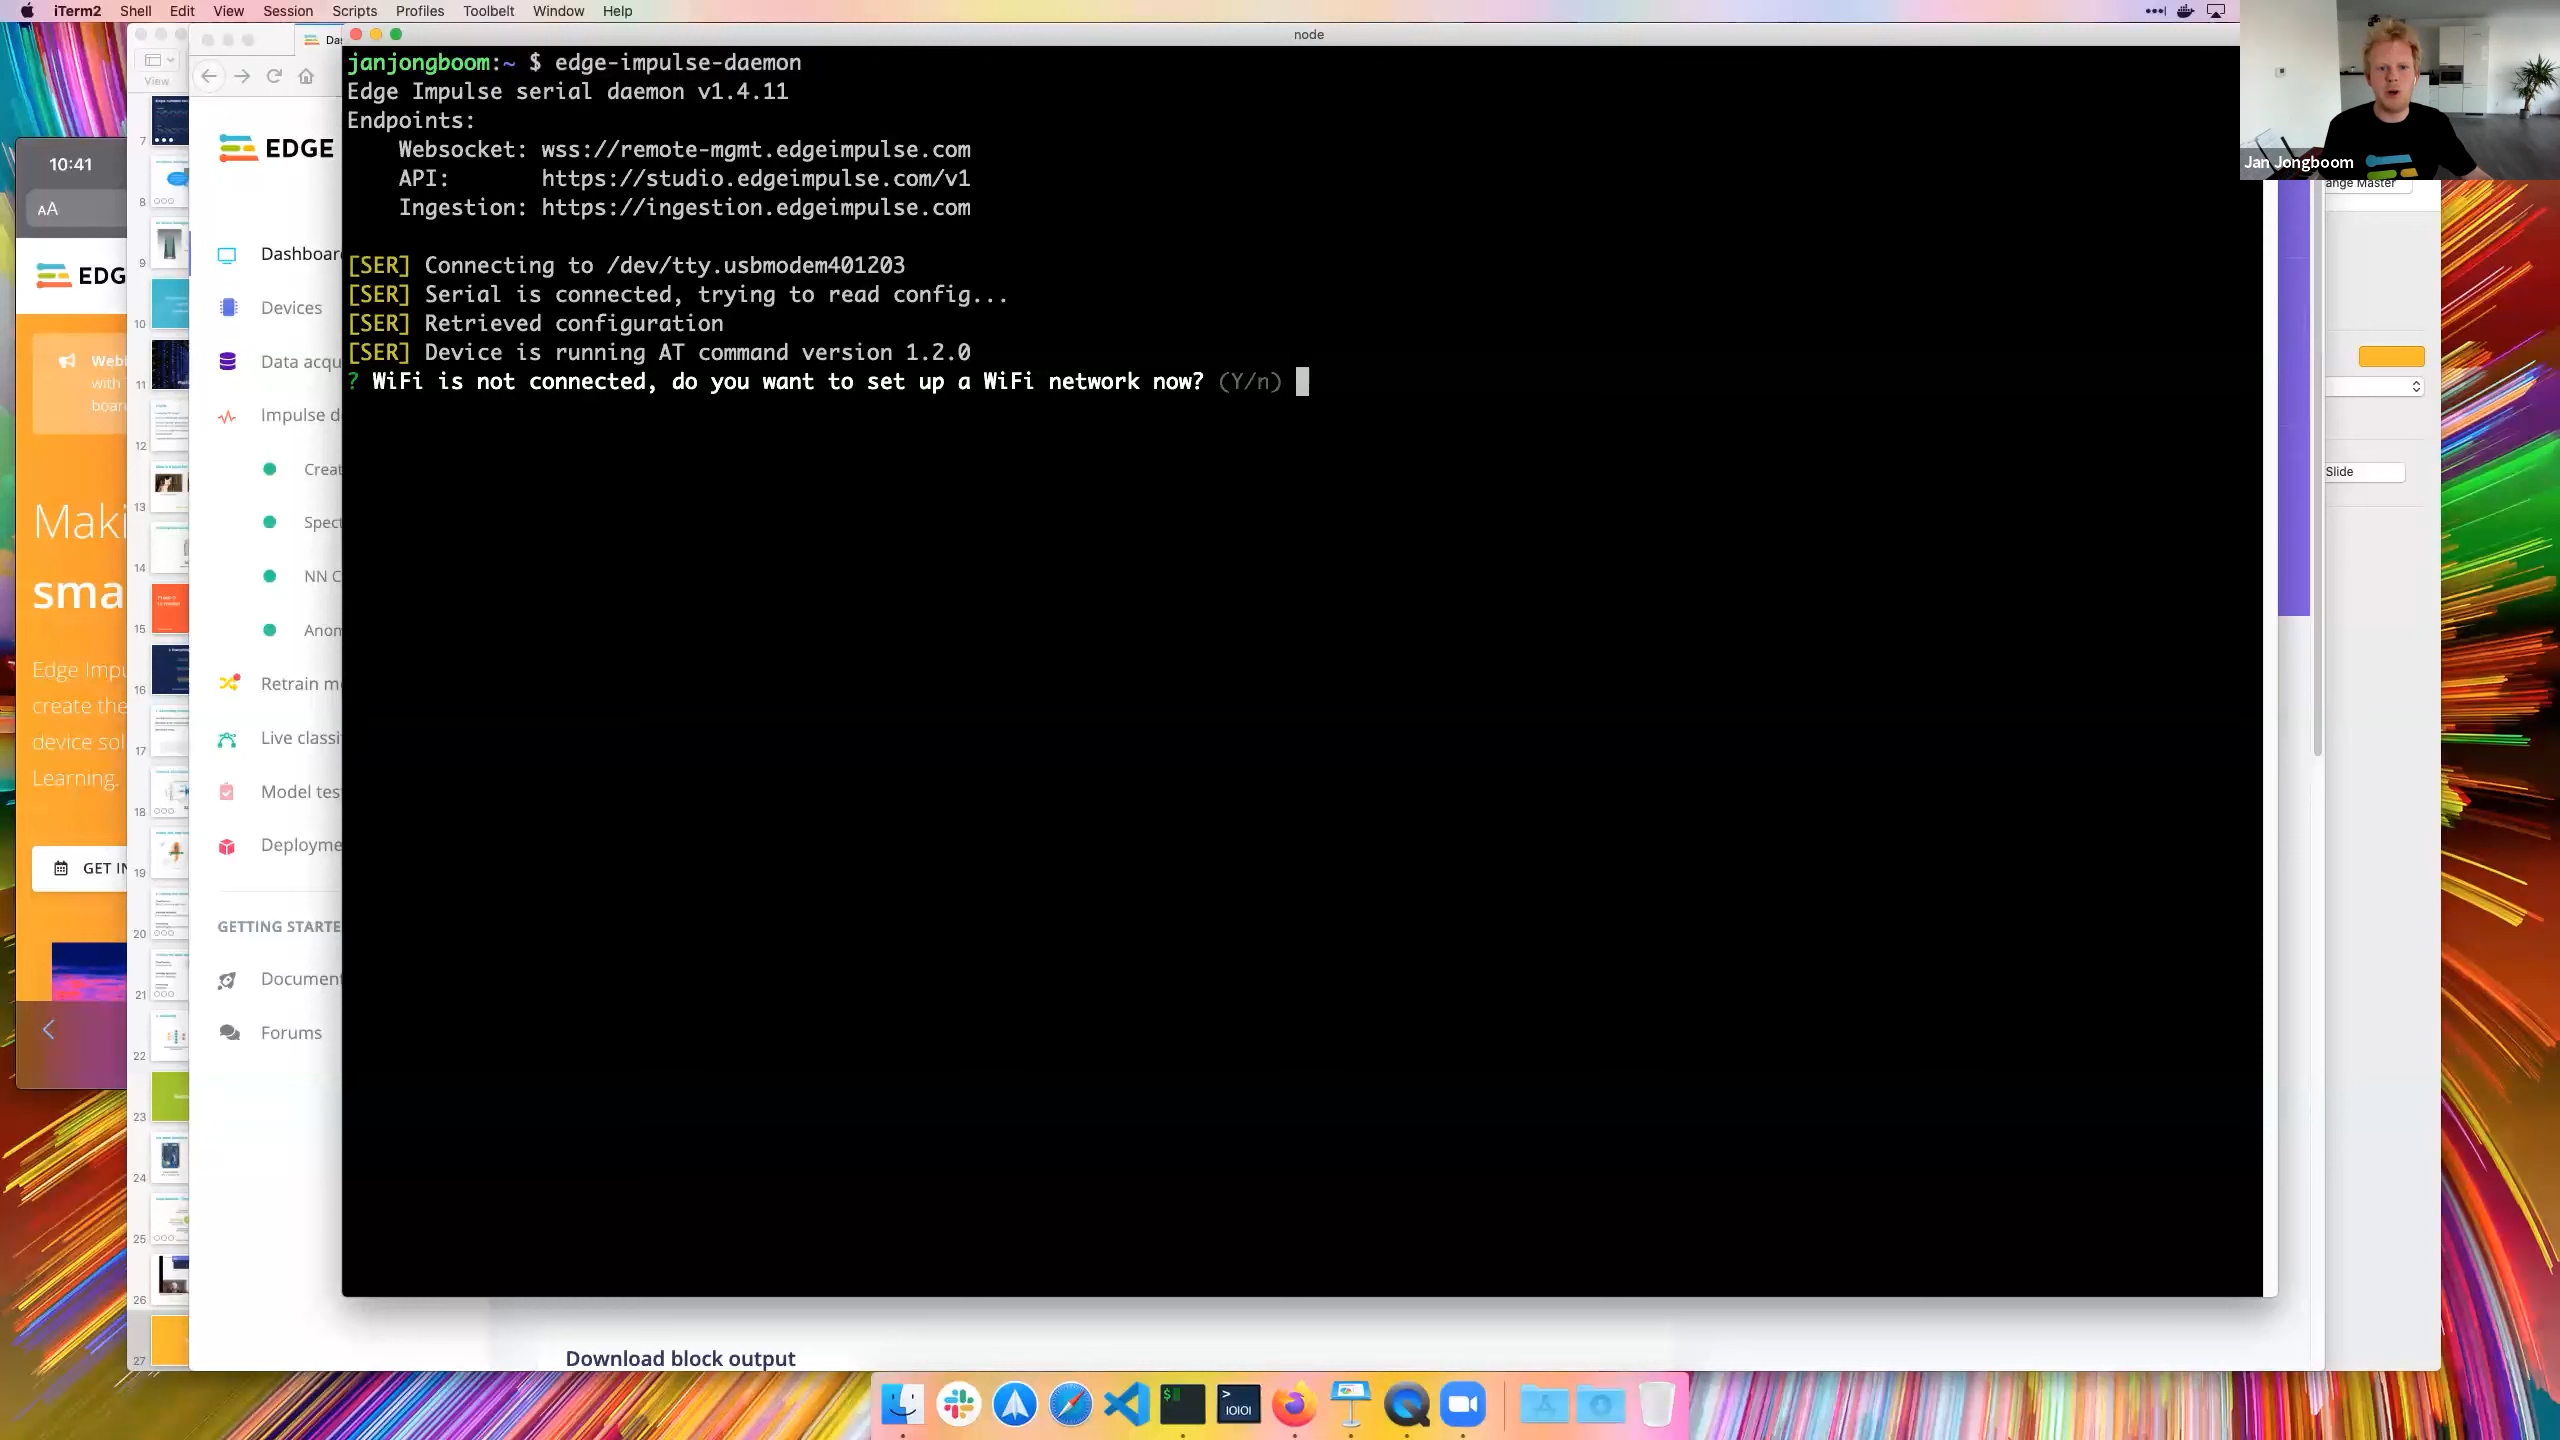 iTerm2 Shell Edit View Session Scripts Profiles Toolbelt Window Help
node
janjongboom:~ $ edge-impulse-daemon
Edge Impulse serial daemon v1.4.11
Endpoints:
Websocket: wss://remote-mgmt.edgeimpulse.com
API: https://studio.edgeimpulse.com/v1
Ingestion: https://ingestion.edgeimpulse.com
[SER] Connecting to /dev/tty.usbmodem401203
[SER] Serial is connected, trying to read config...
[SER] Retrieved configuration
[SER] Device is running AT command version 1.2.0
? WiFi is not connected, do you want to set up a WiFi network now? (Y/n)
Jan Jongboom
ange Master
Slide
View
7
8
9
10
11
12
13
14
15
16
17
18
19
20
21
22
23
24
25
26
27
10:41
AA
EDG
Webi
with
board
Maki
sma
Edge Impu
create the
device sol
Learning.
GET IN
Das
EDGE
Dashboar
Devices
Data acqu
Impulse d
Creat
Spect
NN C
Anom
Retrain m
Live classi
Model tes
Deployme
GETTING STARTE
Document
Forums
Download block output